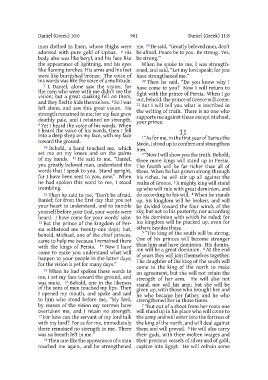 Daniel (Greek) 10:6 961 Daniel (Greek) 11:8
man clothed in linen, whose thighs were
adorned with pure gold of Uphaz. 6 His
body also was like beryl, and his face like
the appearance of lightning, and his eyes
like flaming torches. His arms and his feet
were like burnished bronze. The voice of
his words was like the voice of a multitude.
7 I, Daniel, alone saw the vision; for
the men who were with me didn't see the
vision; but a great quaking fell on them,
and they fled to hide themselves. 8 So I was
left alone, and saw this great vision. No
strength remained in me; for my face grew
deathly pale, and I retained no strength.
9 Yet I heard the voice of his words. When
I heard the voice of his words, then I fell
into a deep sleep on my face, with my face
toward the ground.
10 Behold, a hand touched me, which
set me on my knees and on the palms
of my hands. 11 He said to me, "Daniel,
you greatly beloved man, understand the
words that I speak to you. Stand upright,
for I have been sent to you, now." When
he had spoken this word to me, I stood
trembling.
12 Then he said to me, "Don't be afraid,
Daniel; for from the first day that you set
your heart to understand, and to humble
yourself before your God, your words were
heard. I have come for your words' sake.
13 But the prince of the kingdom of Per-
sia withstood me twenty-one days; but,
behold, Michael, one of the chief princes,
came to help me because I remained there
with the kings of Persia. 14 Now I have
come to make you understand what will
happen to your people in the latter days;
for the vision is yet for many days."
15 When he had spoken these words to
me, I set my face toward the ground, and
was mute. 16 Behold, one in the likeness
of the sons of men touched my lips. Then
I opened my mouth, and spoke and said
to him who stood before me, "My lord,
by reason of the vision my sorrows have
overtaken me, and I retain no strength.
17 For how can the servant of my lord talk
with my lord? For as for me, immediately
there remained no strength in me. There
was no breath left in me."
18 Then one like the appearance of a man
touched me again, and he strengthened
me. 19 He said, "Greatly beloved man, don't
be afraid. Peace be to you. Be strong. Yes,
be strong."
When he spoke to me, I was strength-
ened, and said, "Let my lord speak; for you
have strengthened me."
20 Then he said, "Do you know why I
have come to you? Now I will return to
fight with the prince of Persia. When I go
out, behold, the prince of Greece will come.
21 But I will tell you what is inscribed in
the writing of truth. There is no one who
supports me against these except Michael,
your prince.
11
1 "As for me, in the first year of Darius the
Mede, I stood up to confirm and strengthen
him.
2 "Now I will show you the truth. Behold,
three more kings will stand up in Persia.
The fourth will be far richer than all of
them. When he has grown strong through
his riches, he will stir up all against the
realm of Greece. 3 A mighty king will stand
up who will rule with great dominion, and
do according to his will. 4 When he stands
up, his kingdom will be broken, and will
be divided toward the four winds of the
sky, but not to his posterity, nor according
to his dominion with which he ruled; for
his kingdom will be plucked up, even for
others besides these.
5 "The king of the south will be strong.
One of his princes will become stronger
than him and have dominion. His domin-
ion will be a great dominion. 6 At the end
of years they will join themselves together.
The daughter of the king of the south will
come to the king of the north to make
an agreement, but she will not retain the
strength of her arm. He will also not
stand, nor will his arm; but she will be
given up, with those who brought her and
he who became her father, and he who
strengthened her in those times.
7 "But out of a shoot from her roots one
will stand up in his place who will come to
the army and will enter into the fortress of
the king of the north, and will deal against
them and will prevail. 8 He will also carry
their gods, with their molten images and
their precious vessels of silver and of gold,
captive into Egypt. He will refrain some